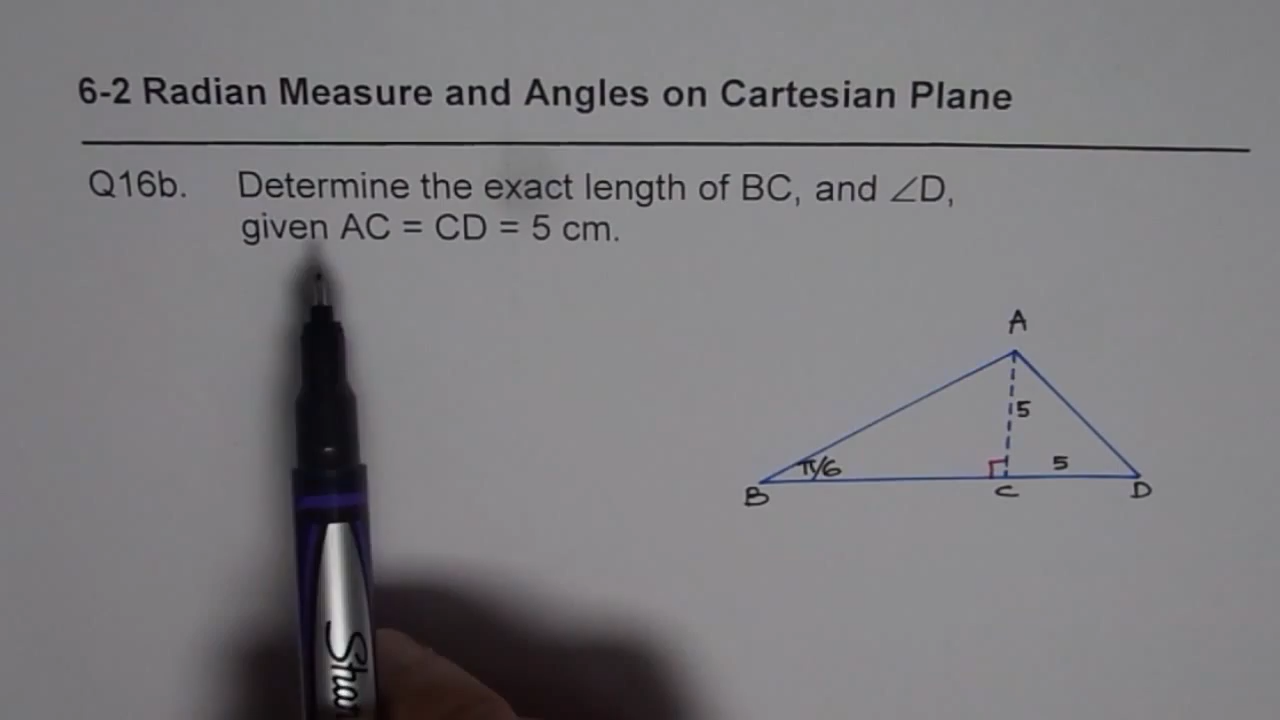 6-2 Radian Measure and Angles on Cartesian Plane
Q16b. Determine the exact length of BC, and ∠D,
given AC = CD = 5 cm.
A
5
π/6
5
B
C
D
Shar